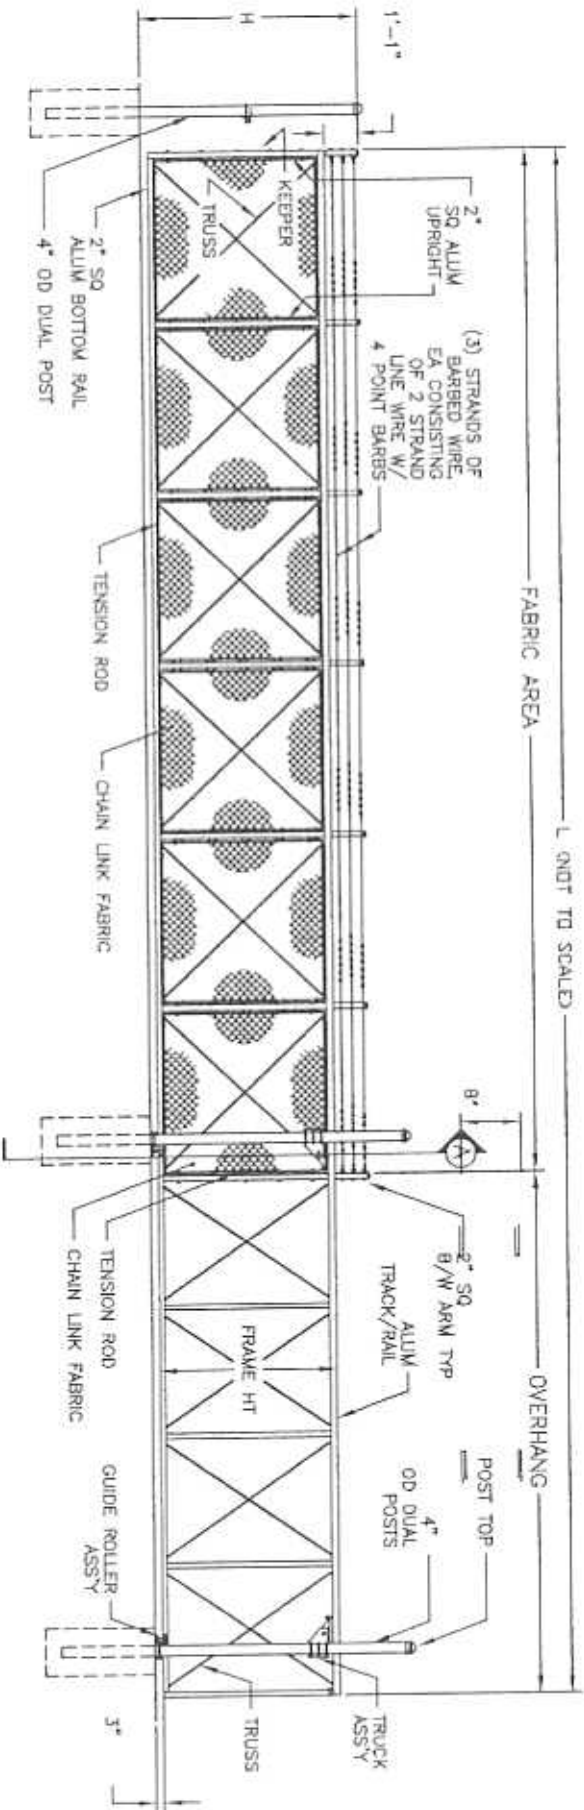 L (NOT TO SCALE)
FABRIC AREA
OVERHANG
1'-1"
H
2"
SQ ALUM
UPRIGHT
(3) STRANDS OF
BARBED WIRE,
EA CONSISTING
OF 2 STRAND
LINE WIRE W/
4 POINT BARBS
8"
A
2" SQ
B/W ARM TYP
ALUM
TRACK/RAIL
POST TOP
4"
OD DUAL
POSTS
TRUCK
ASS'Y
KEEPER
TRUSS
FRAME HT
TRUSS
3"
2" SQ
ALUM BOTTOM RAIL
4" OD DUAL POST
TENSION ROD
CHAIN LINK FABRIC
TENSION ROD
CHAIN LINK FABRIC
GUIDE ROLLER
ASS'Y